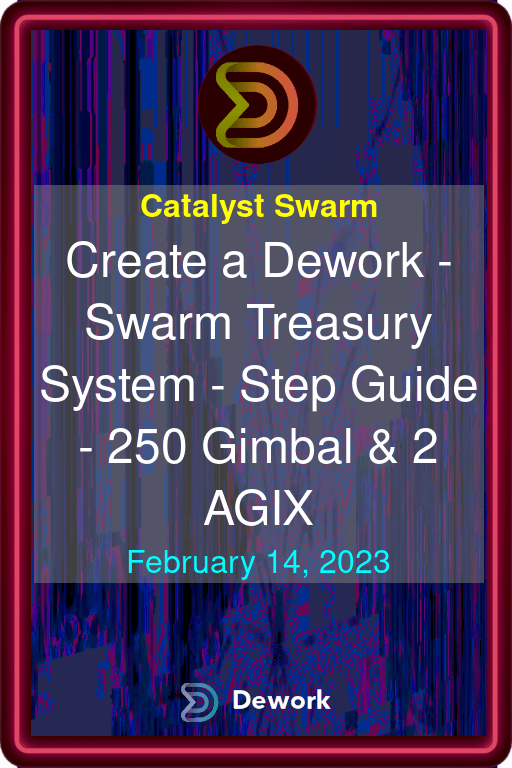 Catalyst Swarm
Create a Dework -
Swarm Treasury
System - Step Guide
- 250 Gimbal & 2
AGIX
February 14, 2023
Dework